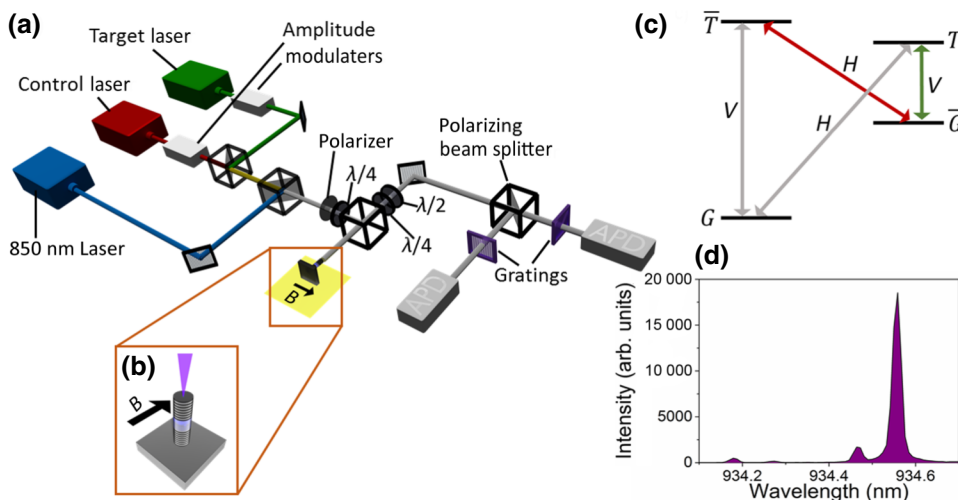 (a)
Target laser
Amplitude
modulaters
Control laser
Polarizer
λ/4
λ/2
λ/4
850 nm Laser
Polarizing
beam splitter
APD
APD
Gratings
B
(b)
B
(c)
T̅
T
H
V
V
H
G̅
G
(d)
Intensity (arb. units)
20 000
15 000
10 000
5000
0
934.2
934.4
934.6
Wavelength (nm)